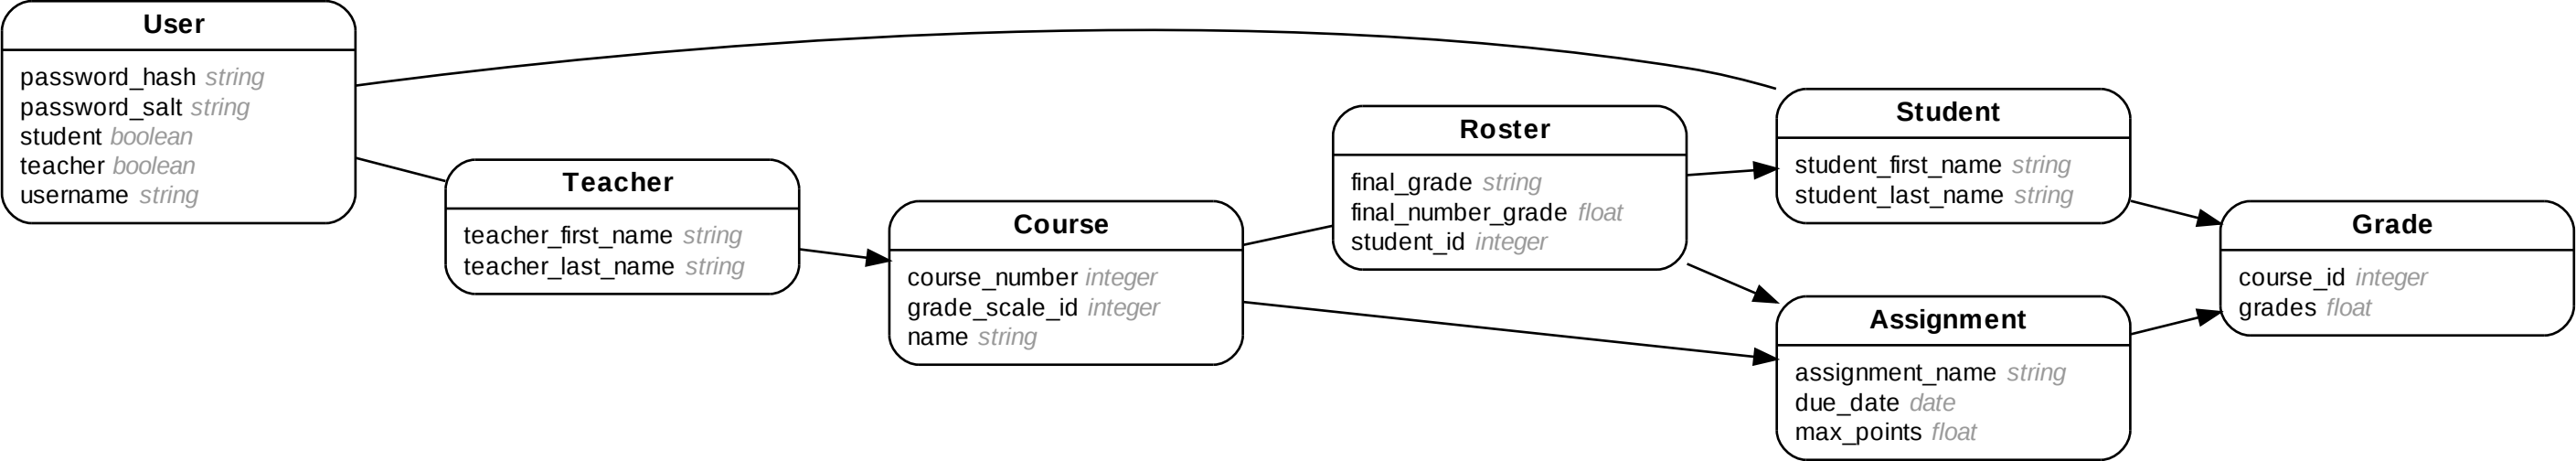 User
password_hash string
password_salt string
student boolean
teacher boolean
username string
Teacher
teacher_first_name string
teacher_last_name string
Course
course_number integer
grade_scale_id integer
name string
Roster
final_grade string
final_number_grade float
student_id integer
Student
student_first_name string
student_last_name string
Assignment
assignment_name string
due_date date
max_points float
Grade
course_id integer
grades float